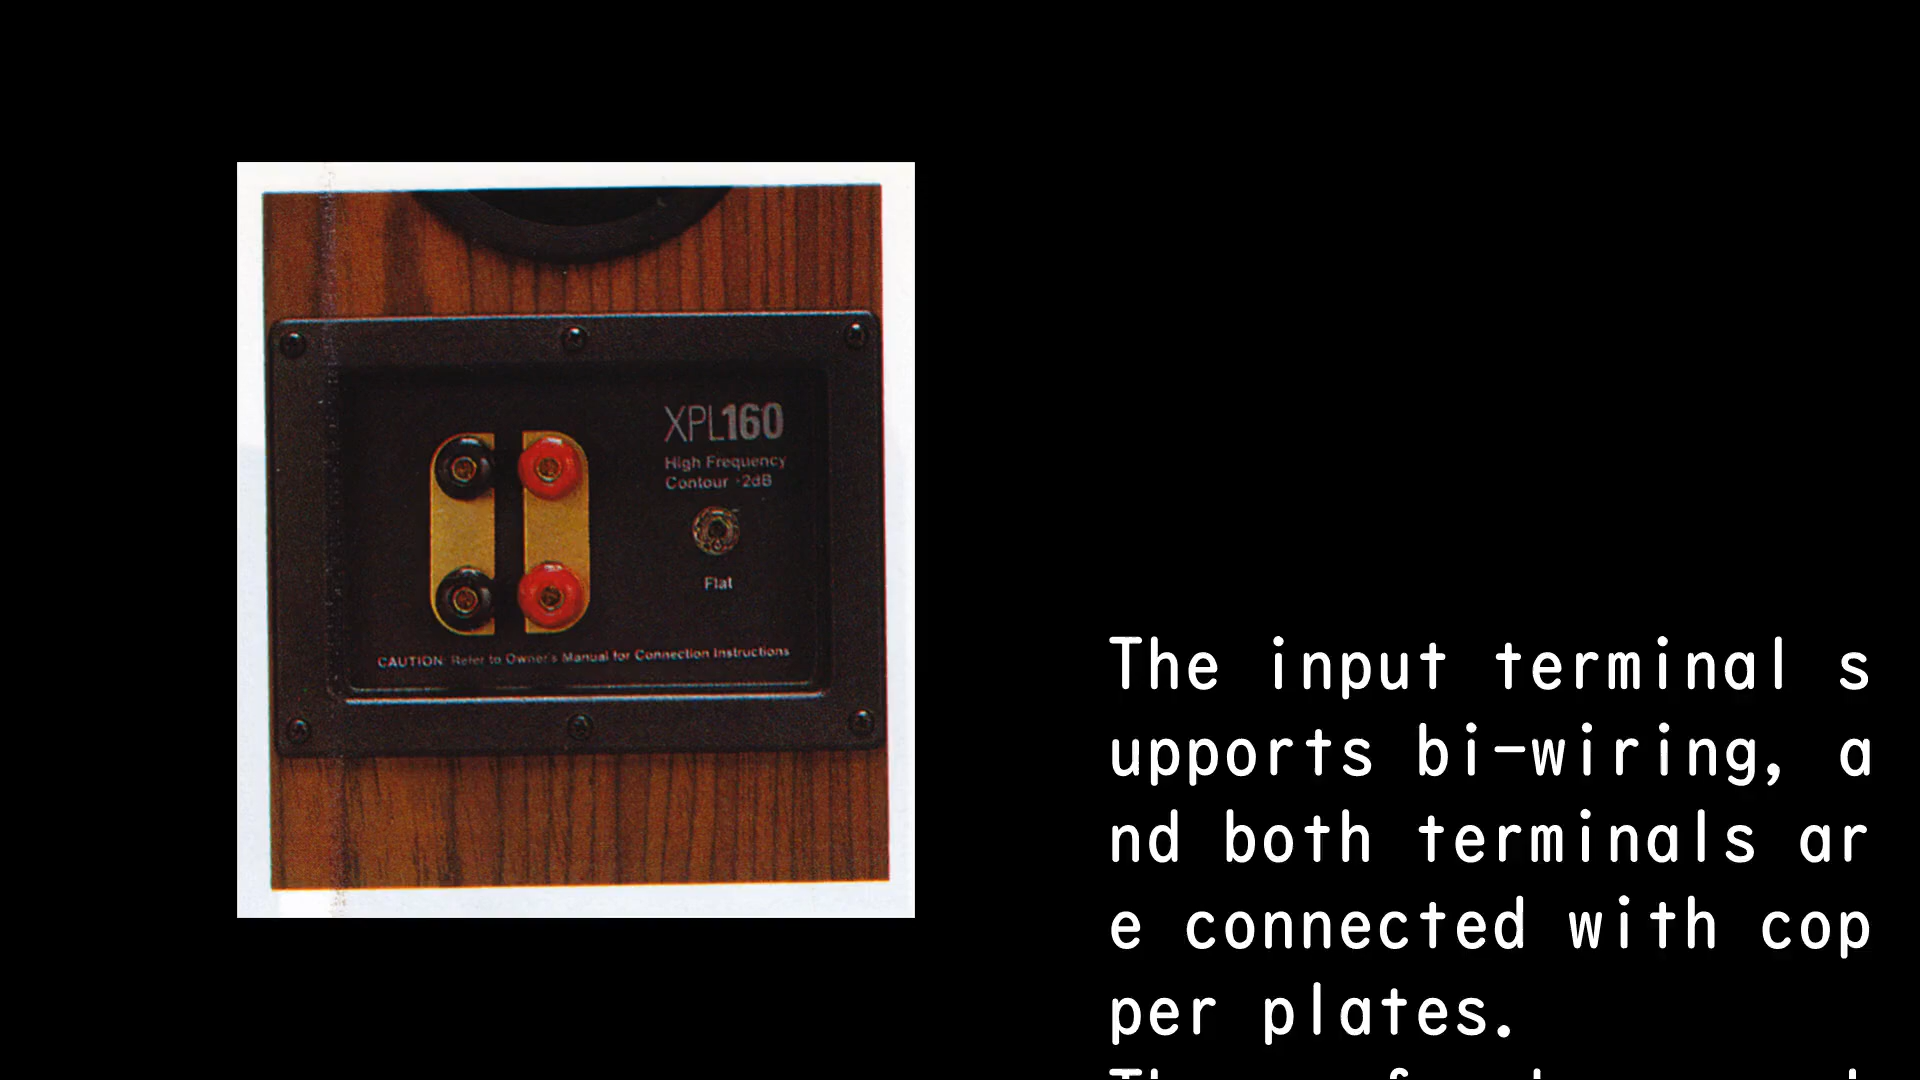 XPL160
High Frequency
Contour -2dB
Flat
CAUTION: Refer to Owner's Manual for Connection Instructions
The input terminal s
upports bi-wiring, a
nd both terminals ar
e connected with cop
per plates.